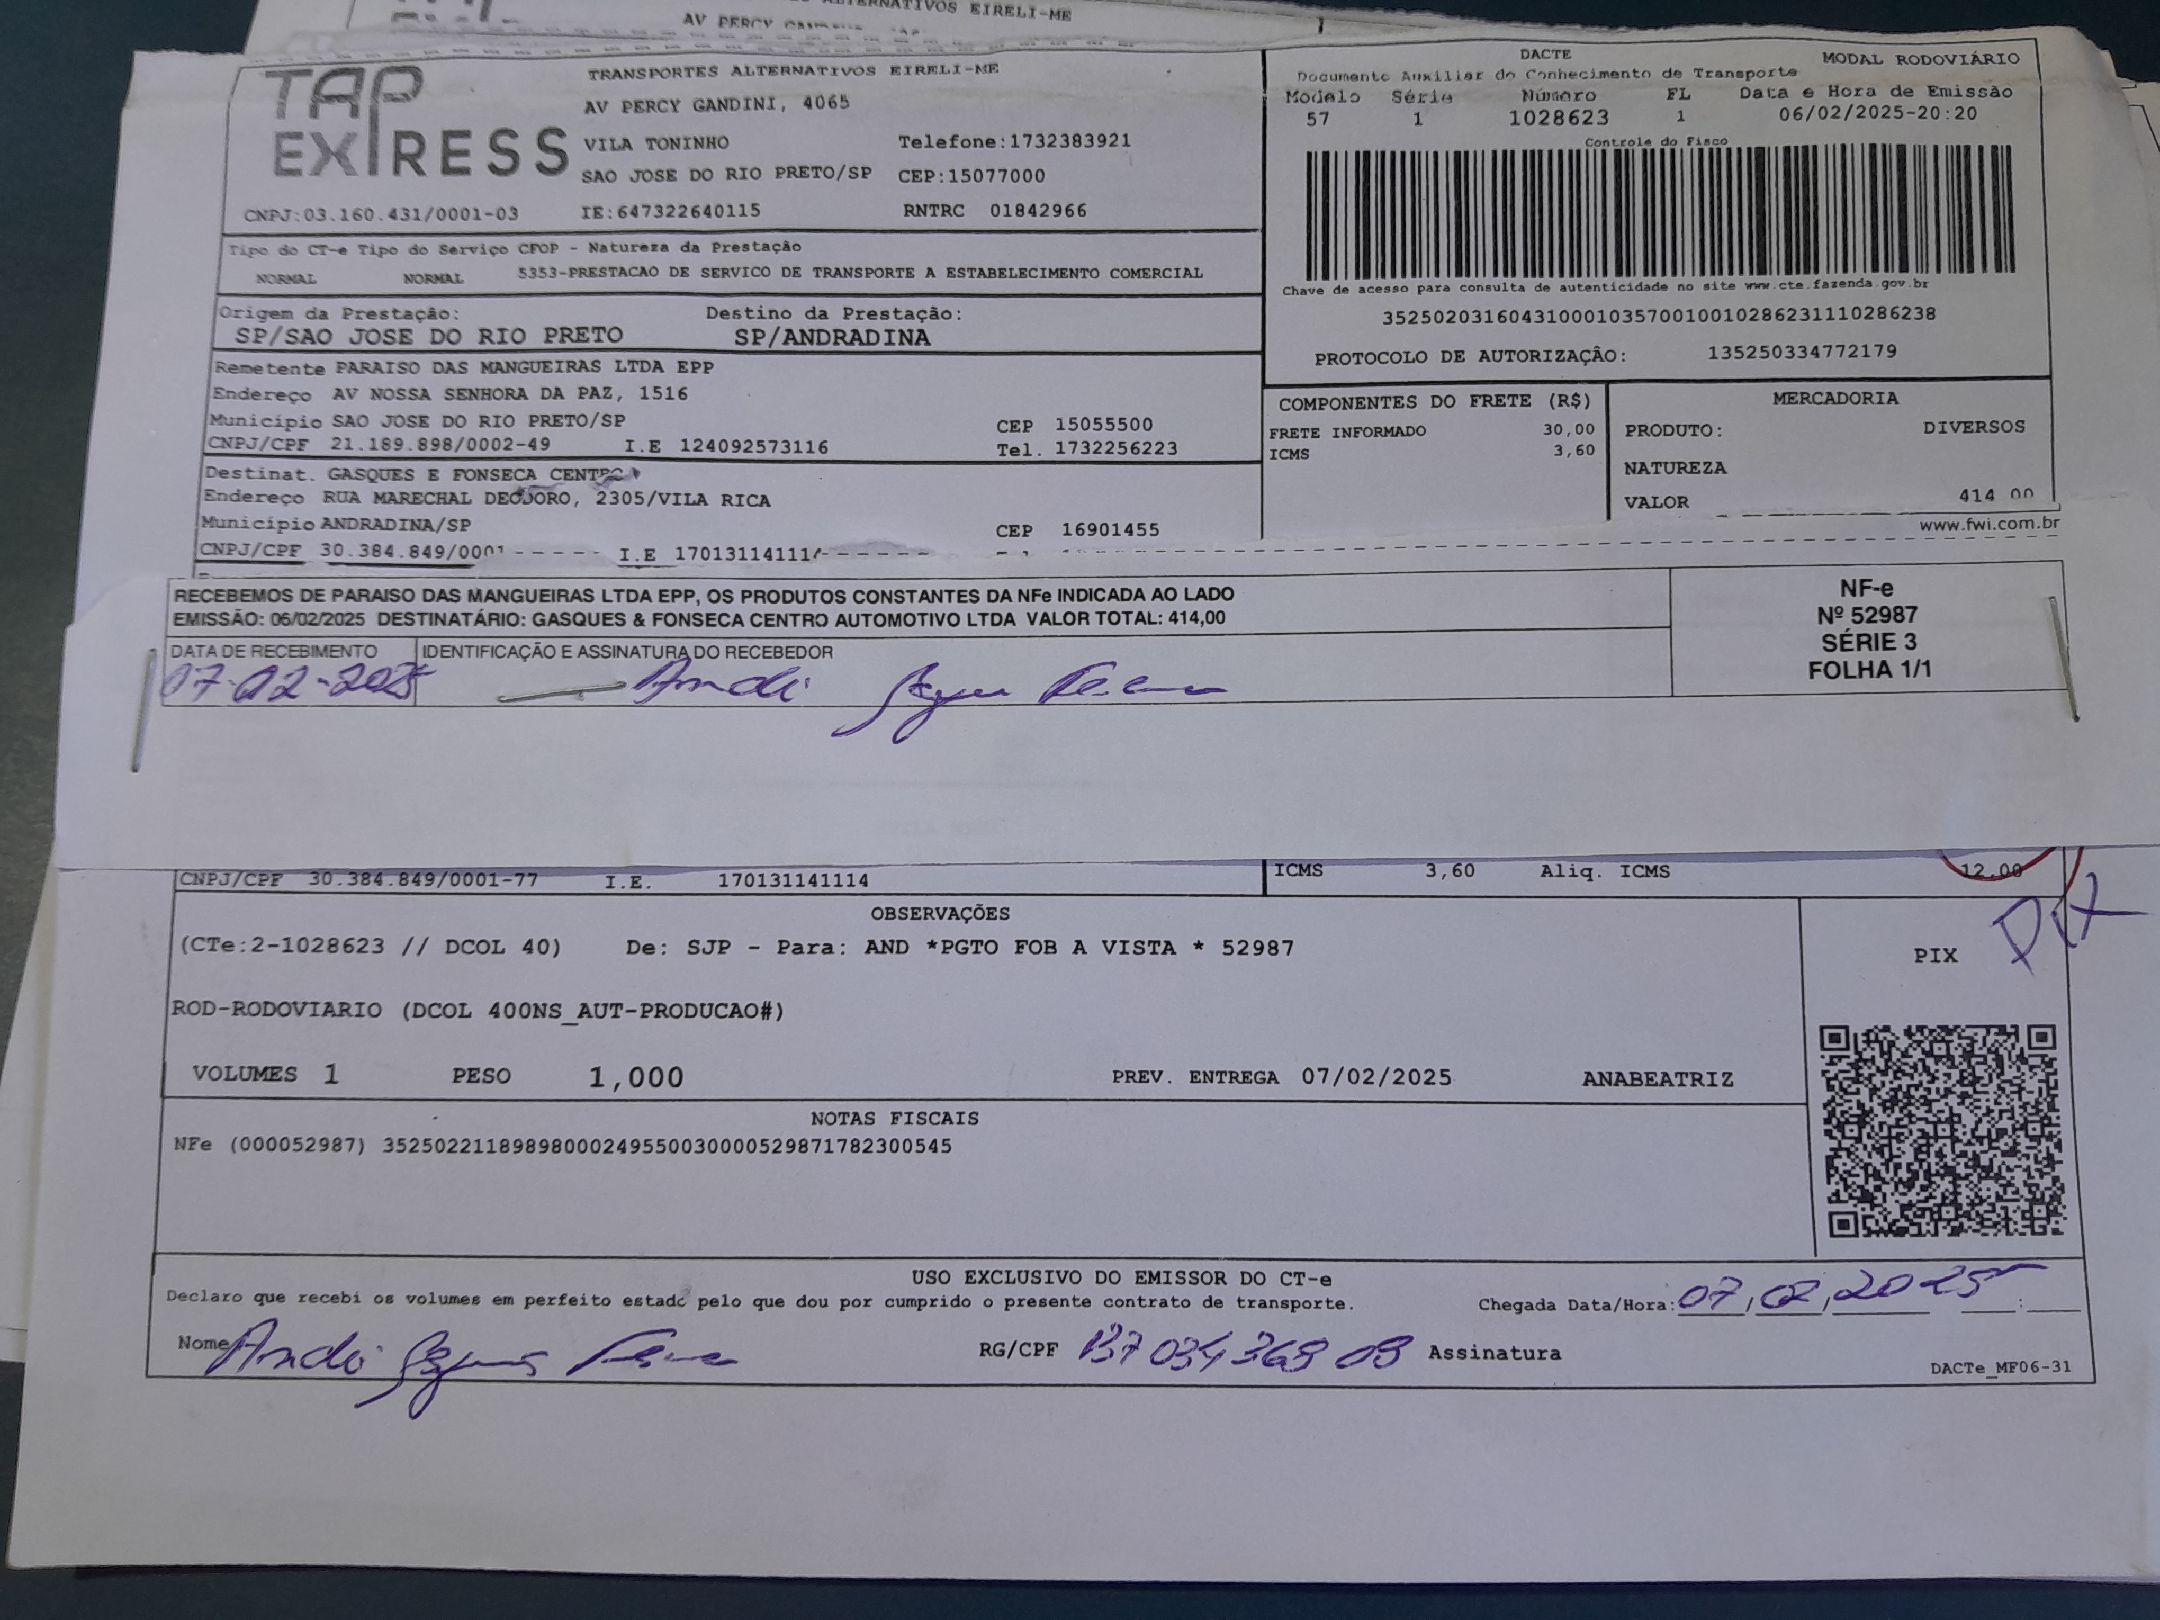 AV PERCY
EIRELI-ME
TAP EXPRESS
TRANSPORTES ALTERNATIVOS EIRELI-ME
AV PERCY GANDINI, 4065
VILA TONINHO Telefone:1732383921
SAO JOSE DO RIO PRETO/SP CEP:15077000
CNPJ:03.160.431/0001-03 IE:647322640115 RNTRC 01842966
DACTE MODAL RODOVIÁRIO
Documento Auxiliar do Conhecimento de Transporte
Modelo Série Número FL Data e Hora de Emissão
57 1 1028623 1 06/02/2025-20:20
Controle do Fisco
Chave de acesso para consulta de autenticidade no site www.cte.fazenda.gov.br
35250203160431000103570010010286231110286238
PROTOCOLO DE AUTORIZAÇÂO: 135250334772179
Tipo do CT-e Tipo do Serviço CFOP - Natureza da Prestação
NORMAL NORMAL 5353-PRESTACAO DE SERVICO DE TRANSPORTE A ESTABELECIMENTO COMERCIAL
Origem da Prestação: Destino da Prestação:
SP/SAO JOSE DO RIO PRETO SP/ANDRADINA
Remetente PARAISO DAS MANGUEIRAS LTDA EPP
Endereço AV NOSSA SENHORA DA PAZ, 1516
Município SAO JOSE DO RIO PRETO/SP CEP 15055500
CNPJ/CPF 21.189.898/0002-49 I.E 124092573116 Tel. 1732256223
Destinat. GASQUES E FONSECA
Endereço RUA MARECHAL DEODORO, 2305/VILA RICA
Município ANDRADINA/SP CEP 16901455
CNPJ/CPF 30.384.849/0001 I.E 170131141114
COMPONENTES DO FRETE (R$)
FRETE INFORMADO 30,00
ICMS 3,60
MERCADORIA
PRODUTO: DIVERSOS
NATUREZA
VALOR 414 00
www.fwi.com.br
RECEBEMOS DE PARAISO DAS MANGUEIRAS LTDA EPP, OS PRODUTOS CONSTANTES DA NFe INDICADA AO LADO
EMISSÃO: 06/02/2025 DESTINATÁRIO: GASQUES & FONSECA CENTRO AUTOMOTIVO LTDA VALOR TOTAL: 414,00
DATA DE RECEBIMENTO IDENTIFICAÇÃO E ASSINATURA DO RECEBEDOR
07-02-2025
NF-e
Nº 52987
SÉRIE 3
FOLHA 1/1
CNPJ/CPF 30.384.849/0001-77 I.E. 170131141114
ICMS 3,60 Aliq. ICMS 12,00
OBSERVAÇÕES
(CTe:2-1028623 // DCOL 40) De: SJP - Para: AND *PGTO FOB A VISTA * 52987
ROD-RODOVIARIO (DCOL 400NS_AUT-PRODUCAO#)
PIX PIX
VOLUMES 1 PESO 1,000 PREV. ENTREGA 07/02/2025 ANABEATRIZ
NOTAS FISCAIS
NFe (000052987) 35250221189898000249550030000529871782300545
USO EXCLUSIVO DO EMISSOR DO CT-e
Declaro que recebi os volumes em perfeito estado pelo que dou por cumprido o presente contrato de transporte. Chegada Data/Hora: 07/02/2025 :
Nome RG/CPF Assinatura
DACTe_MF06-31